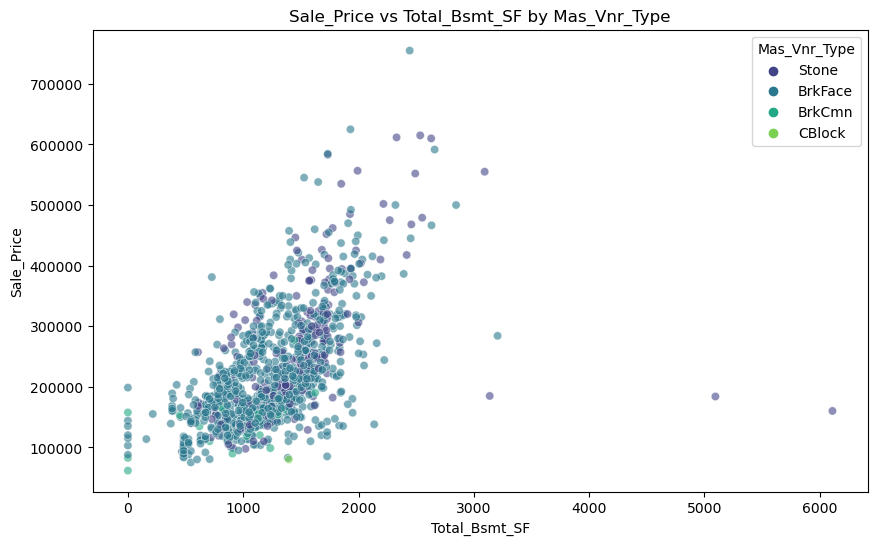 Sale_Price vs Total_Bsmt_SF by Mas_Vnr_Type
Mas_Vnr_Type
Stone
BrkFace
BrkCmn
CBlock
Sale_Price
700000
600000
500000
400000
300000
200000
100000
0 1000 2000 3000 4000 5000 6000
Total_Bsmt_SF